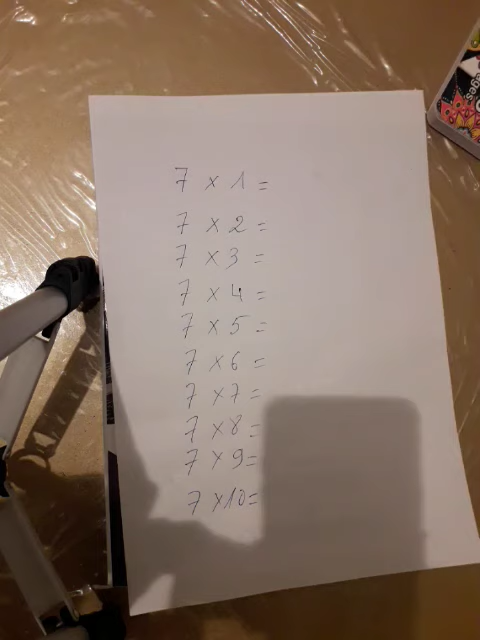 7 x 1 =
7 x 2 =
7 x 3 =
7 x 4 =
7 x 5 =
7 x 6 =
7 x 7 =
7 x 8 =
7 x 9 =
7 x 10 =